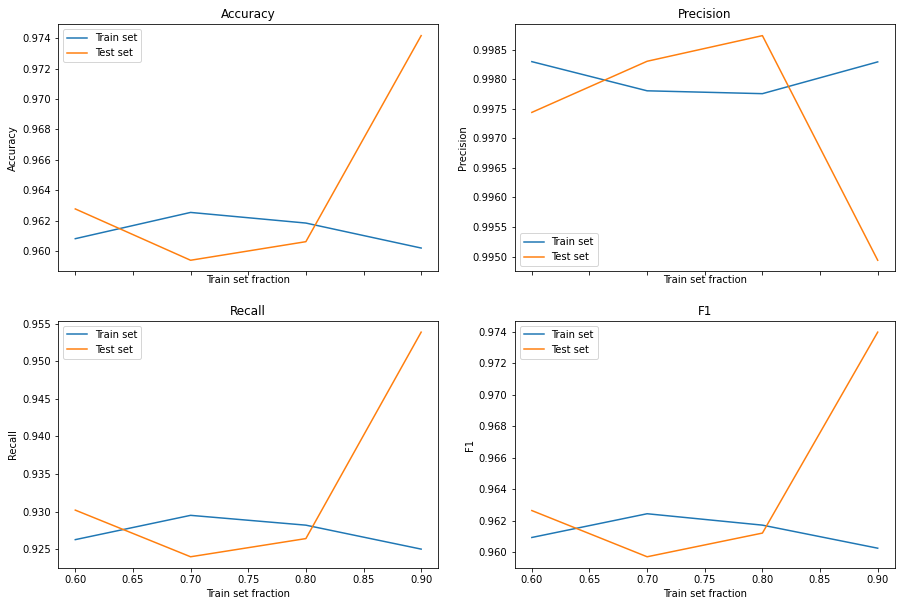 Accuracy
Train set
Test set
0.974
0.972
0.970
0.968
0.966
0.964
0.962
0.960
Accuracy
Train set fraction
Precision
0.9985
0.9980
0.9975
0.9970
0.9965
0.9960
0.9955
0.9950
Precision
Train set
Test set
Train set fraction
Recall
Train set
Test set
0.955
0.950
0.945
0.940
0.935
0.930
0.925
Recall
0.60 0.65 0.70 0.75 0.80 0.85 0.90
Train set fraction
F1
Train set
Test set
0.974
0.972
0.970
0.968
0.966
0.964
0.962
0.960
F1
0.60 0.65 0.70 0.75 0.80 0.85 0.90
Train set fraction